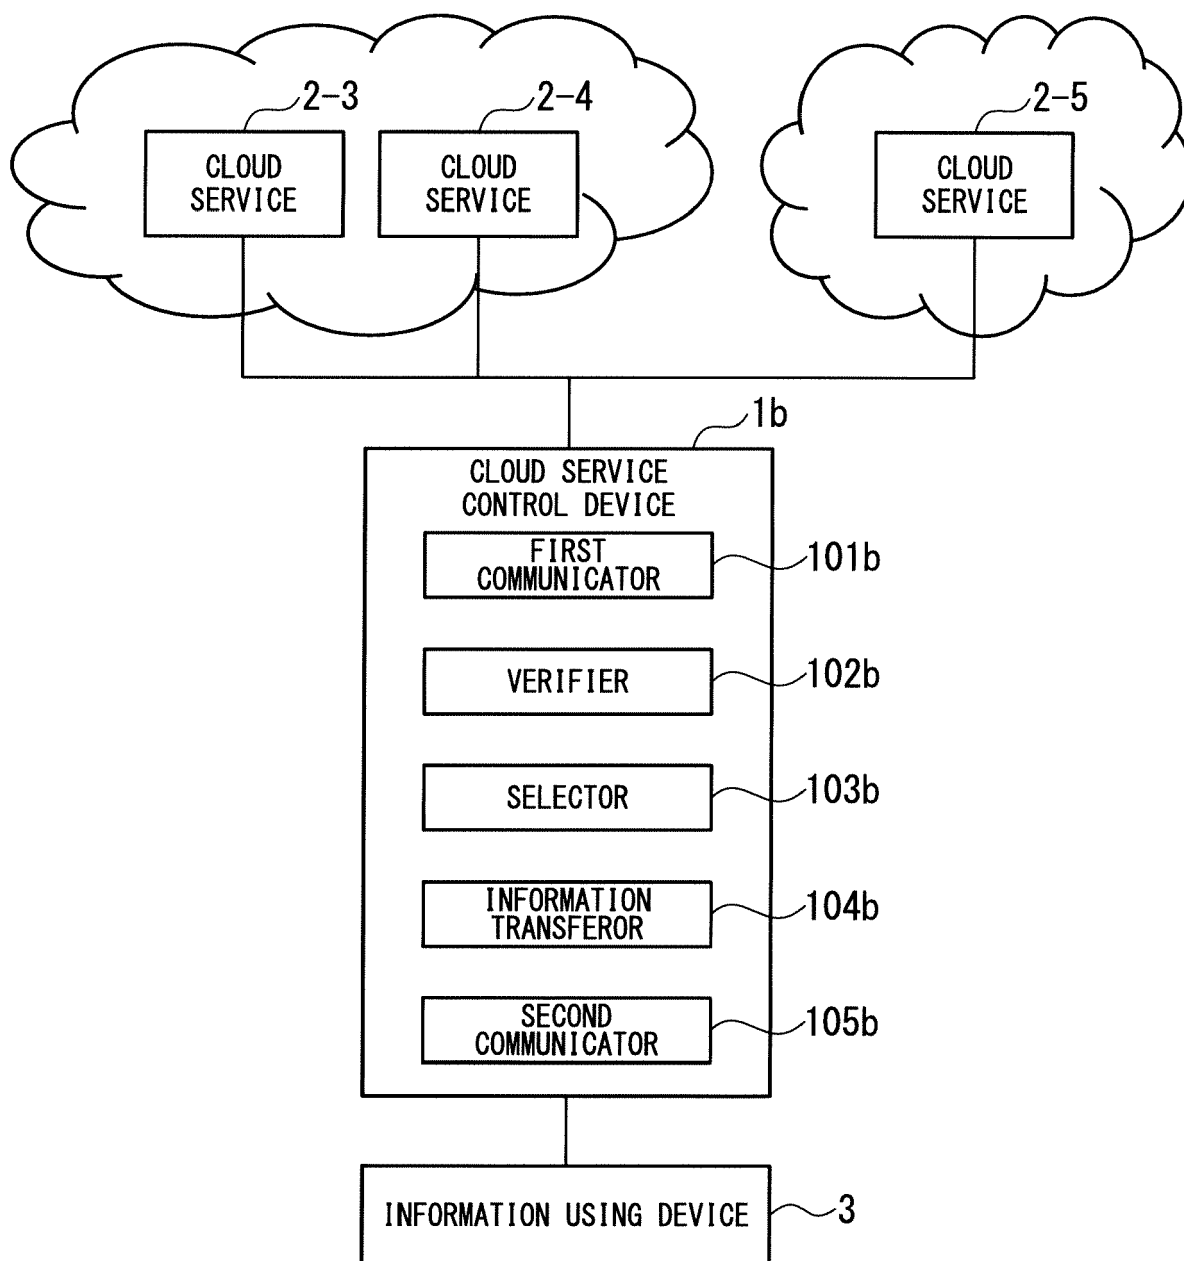 2-3
2-4
2-5
CLOUD
SERVICE
CLOUD
SERVICE
CLOUD
SERVICE
1b
CLOUD SERVICE
CONTROL DEVICE
FIRST
COMMUNICATOR
101b
VERIFIER
102b
SELECTOR
103b
INFORMATION
TRANSFEROR
104b
SECOND
COMMUNICATOR
105b
INFORMATION USING DEVICE
3